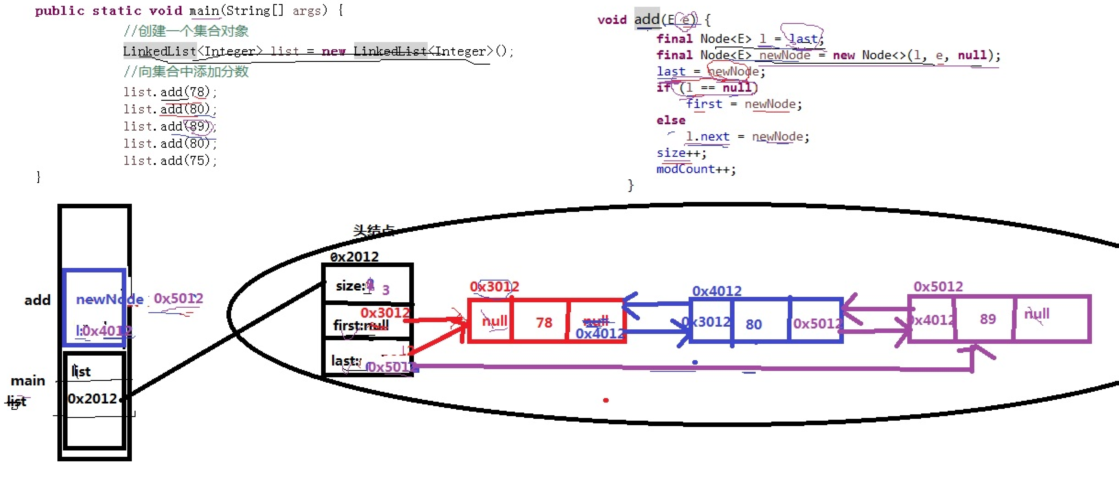 public static void main(String[] args) {
//创建一个集合对象
LinkedList<Integer> list = new LinkedList<Integer>();
//向集合中添加分数
list.add(78);
list.add(80);
list.add(89);
list.add(80);
list.add(75);
}
void add(E e) {
final Node<E> l = last;
final Node<E> newNode = new Node<>(l, e, null);
last = newNode;
if (l == null)
first = newNode;
else
l.next = newNode;
size++;
modCount++;
}
add
newNode 0x5012
l:0x4012
main
list
list
0x2012
头结点
0x2012
size: 3
first:null
0x3012
last:
0x3012
null 78 null
0x4012
0x4012
0x3012 80 0x5012
0x5012
0x4012 89 null